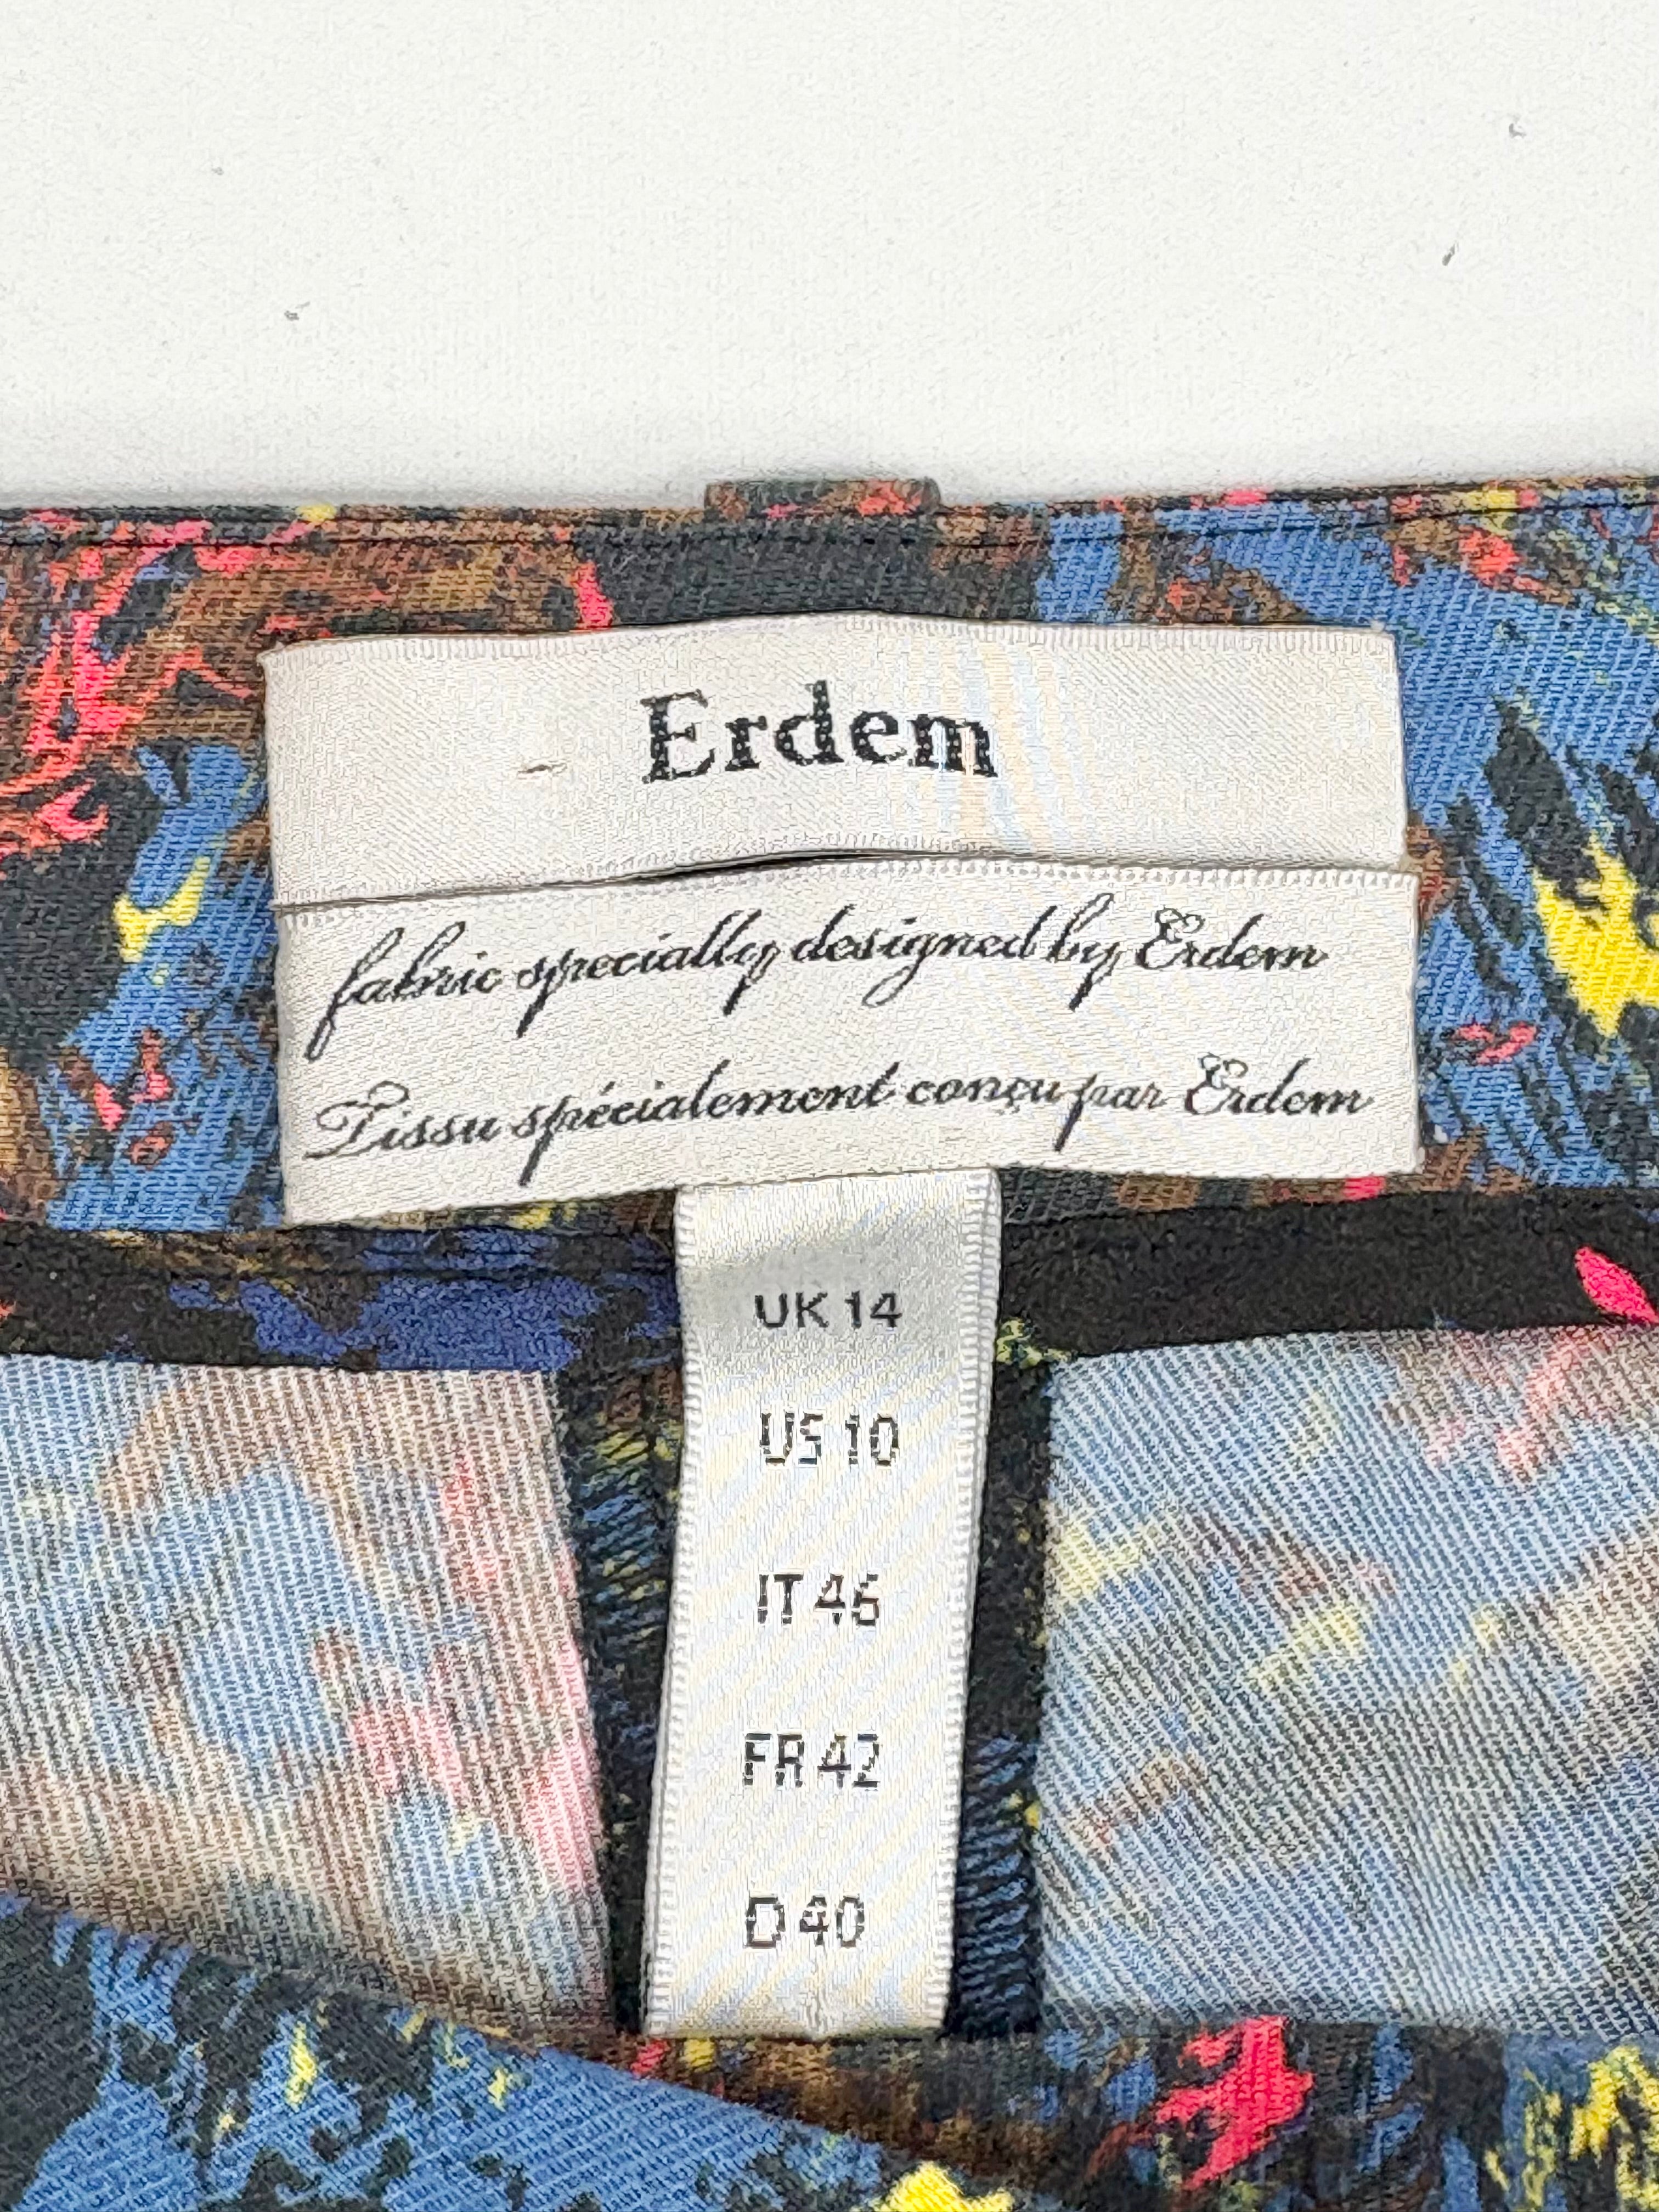 Erdem
fabric specially designed by Erdem
Tissu spécialement conçu par Erdem
UK 14
US 10
IT 46
FR 42
D 40